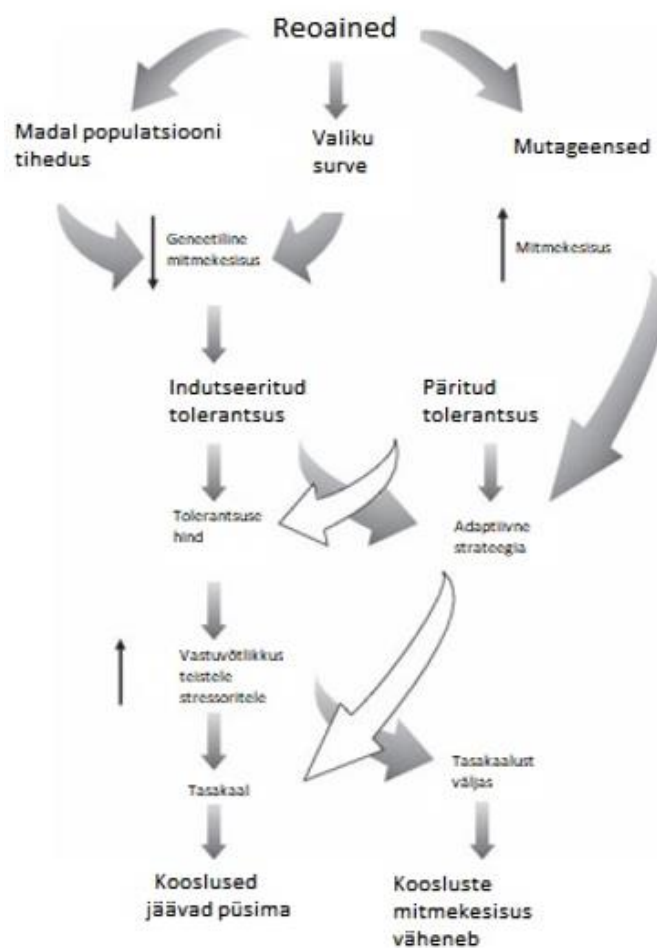 Reoained
Madal populatsiooni
tihedus
Valiku
surve
Mutageensed
Geneetiline
mitmekesisus
Mitmekesisus
Indutseeritud
tolerantsus
Päritud
tolerantsus
Tolerantsuse
hind
Adaptiivne
strateegia
Vastuvõtlikkus
teistele
stressoritele
Tasakaal
Tasakaalust
väljas
Kooslused
jäävad püsima
Koosluste
mitmekesisus
väheneb